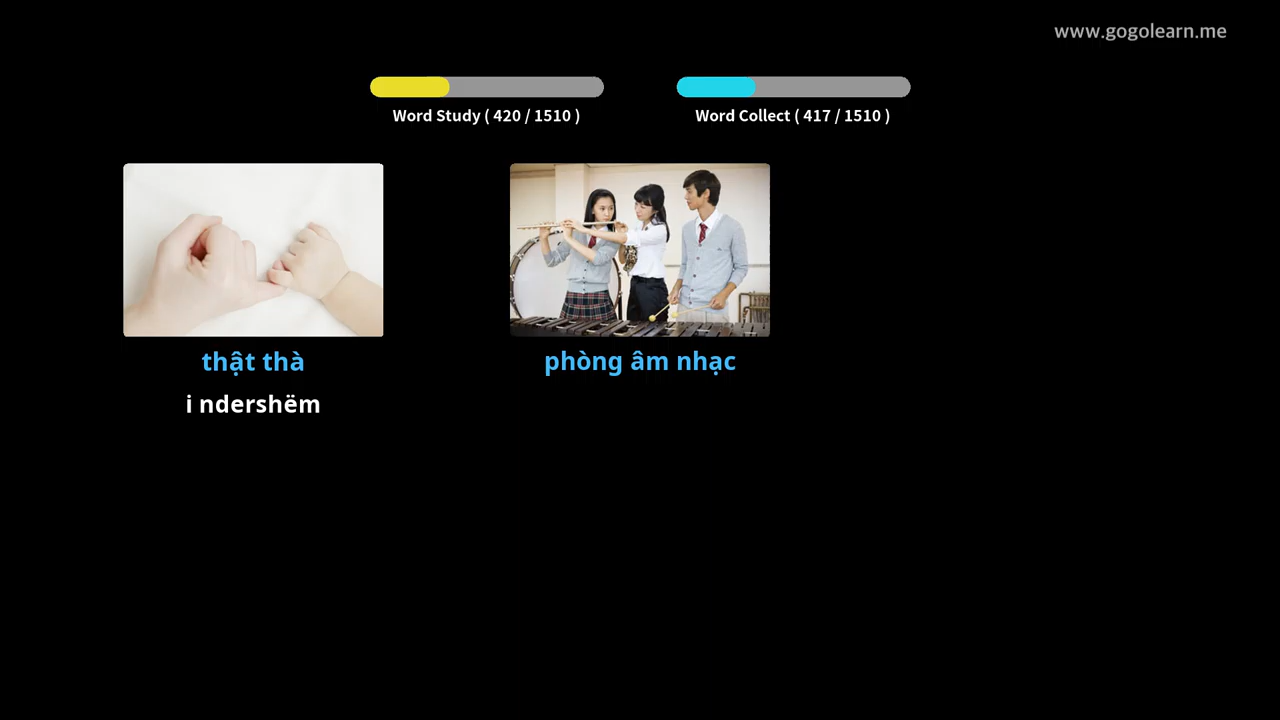 www.gogolearn.me
Word Study ( 420 / 1510 )
Word Collect ( 417 / 1510 )
thật thà
i ndershëm
phòng âm nhạc